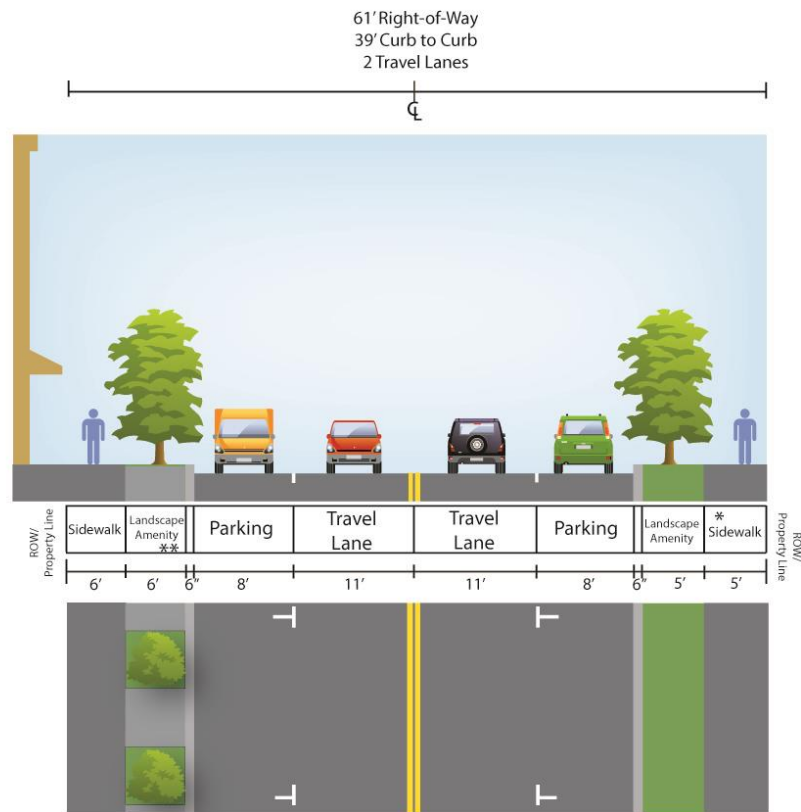 61' Right-of-Way
39' Curb to Curb
2 Travel Lanes
℄
ROW/
Property Line
Sidewalk
Landscape
Amenity
**
Parking
Travel
Lane
Travel
Lane
Parking
Landscape
Amenity
*
Sidewalk
ROW/
Property Line
6' 6' 6" 8' 11' 11' 8' 6" 5' 5'